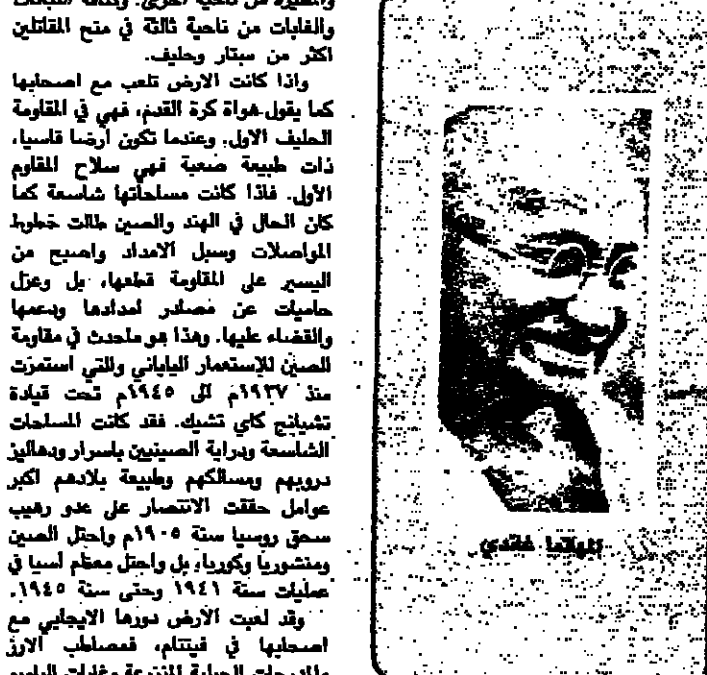 والغابات من ناحية ثالثة في منح المقاتلين
اكثر من ستار وحليف.
واذا كانت الارض تلعب مع اصحابها
كما يقول هواة كرة القدم، فهي في المقاومة
الحليف الاول. وعندما تكون ارضا قاسية،
ذات طبيعة صعبة فهي سلاح المقاوم
الأول. فاذا كانت مساحاتها شاسعة كما
كان الحال في الهند والصين طالت خطوط
المواصلات وسبل الامداد واصبح من
اليسير على المقاومة قطعها، بل وعزل
حاميات عن مصادر امدادها ودعمها
والقضاء عليها. وهذا هو ماحدث في مقاومة
الصين للإستعمار الياباني والتي استمرت
منذ ١٩٣٧م الى ١٩٤٥م تحت قيادة
تشيانج كاي تشيك. فقد كانت المساحات
الشاسعة ودراية الصينيين باسرار ودهاليز
دروبهم ومسالكهم وطبيعة بلادهم اكبر
عوامل حققت الانتصار على عدو رهيب
سحق روسيا سنة ١٩٠٥م واحتل الصين
ومنشوريا وكوريا، بل واحتل معظم آسيا في
عمليات سنة ١٩٤١ وحتى سنة ١٩٤٥.
وقد لعبت الارض دورها الايجابي مع
اصحابها في فيتنام، فمصاطب الارز
المهاتما غاندي